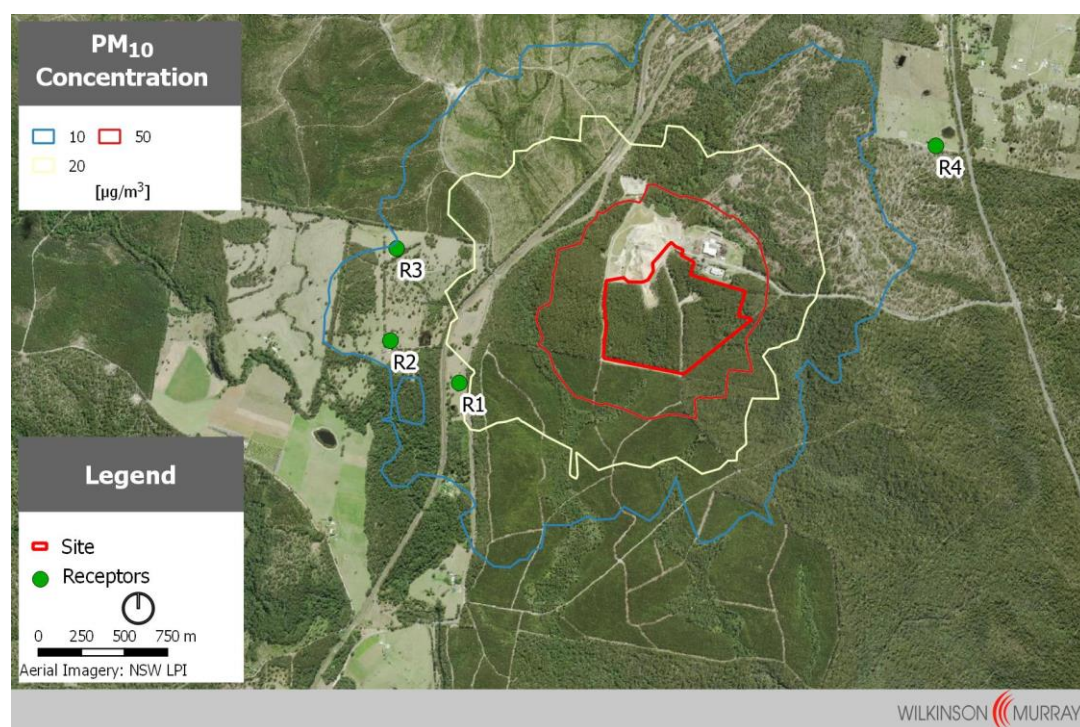 PM10
Concentration
10 50
20
[µg/m³]
R4
R3
R2
R1
Legend
Site
Receptors
0 250 500 750 m
Aerial Imagery: NSW LPI
WILKINSON MURRAY